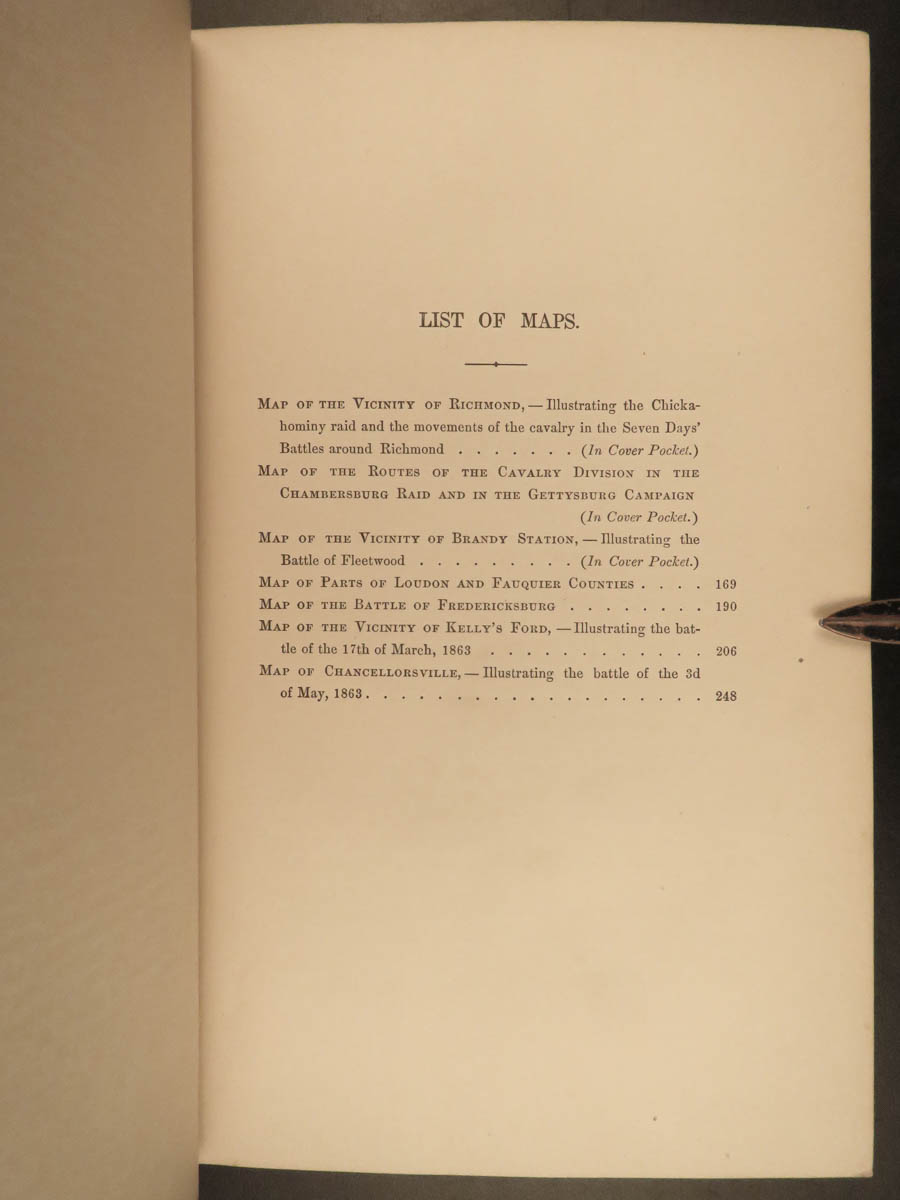 LIST OF MAPS.
MAP OF THE VICINITY OF RICHMOND, — Illustrating the Chicka-
hominy raid and the movements of the cavalry in the Seven Days'
Battles around Richmond . . . . . . . (In Cover Pocket.)
MAP OF THE ROUTES OF THE CAVALRY DIVISION IN THE
CHAMBERSBURG RAID AND IN THE GETTYSBURG CAMPAIGN
(In Cover Pocket.)
MAP OF THE VICINITY OF BRANDY STATION, — Illustrating the
Battle of Fleetwood . . . . . . . . . (In Cover Pocket.)
MAP OF PARTS OF LOUDON AND FAUQUIER COUNTIES . . . . 169
MAP OF THE BATTLE OF FREDERICKSBURG . . . . . . . . 190
MAP OF THE VICINITY OF KELLY'S FORD, — Illustrating the bat-
tle of the 17th of March, 1863 . . . . . . . . . . . . 206
MAP OF CHANCELLORSVILLE, — Illustrating the battle of the 3d
of May, 1863 . . . . . . . . . . . . . . . . . . . 248